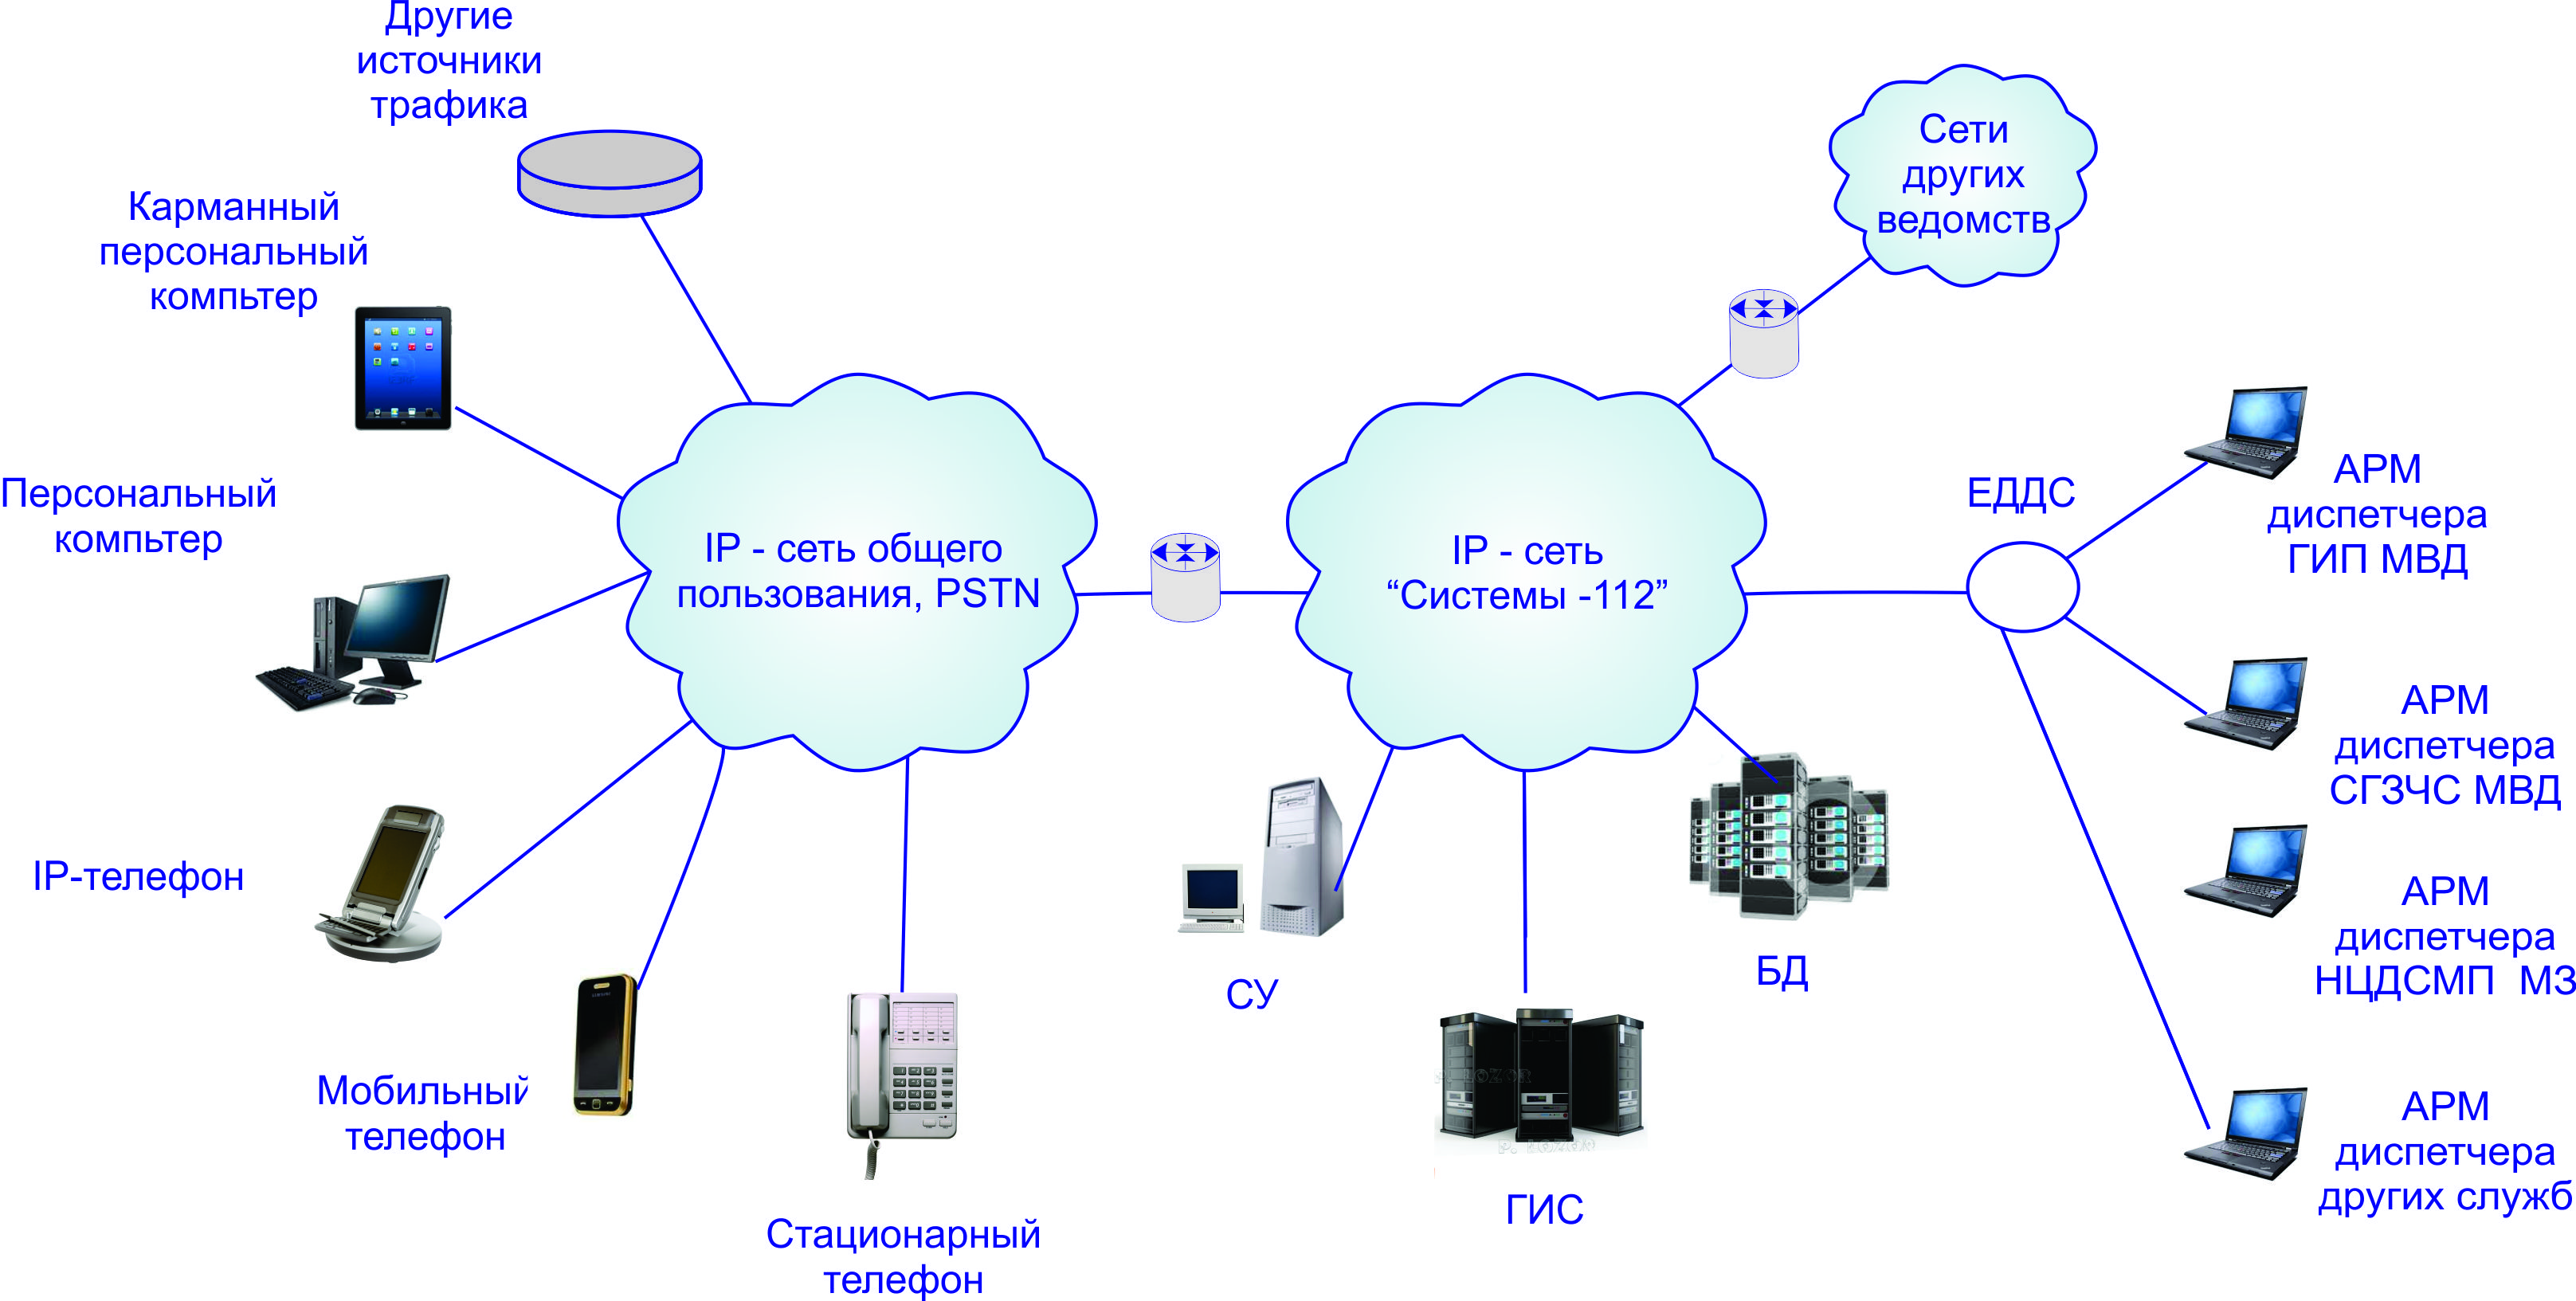 Другие
источники
трафика
Карманный
персональный
компьтер
Персональный
компьтер
IP-телефон
Мобильный
телефон
Стационарный
телефон
IP - сеть общего
пользования, PSTN
IP - сеть
“Системы -112”
Сети
других
ведомств
СУ
ГИС
БД
ЕДДС
АРМ
диспетчера
ГИП МВД
АРМ
диспетчера
СГЗЧС МВД
АРМ
диспетчера
НЦДСМП МЗ
АРМ
диспетчера
других служб